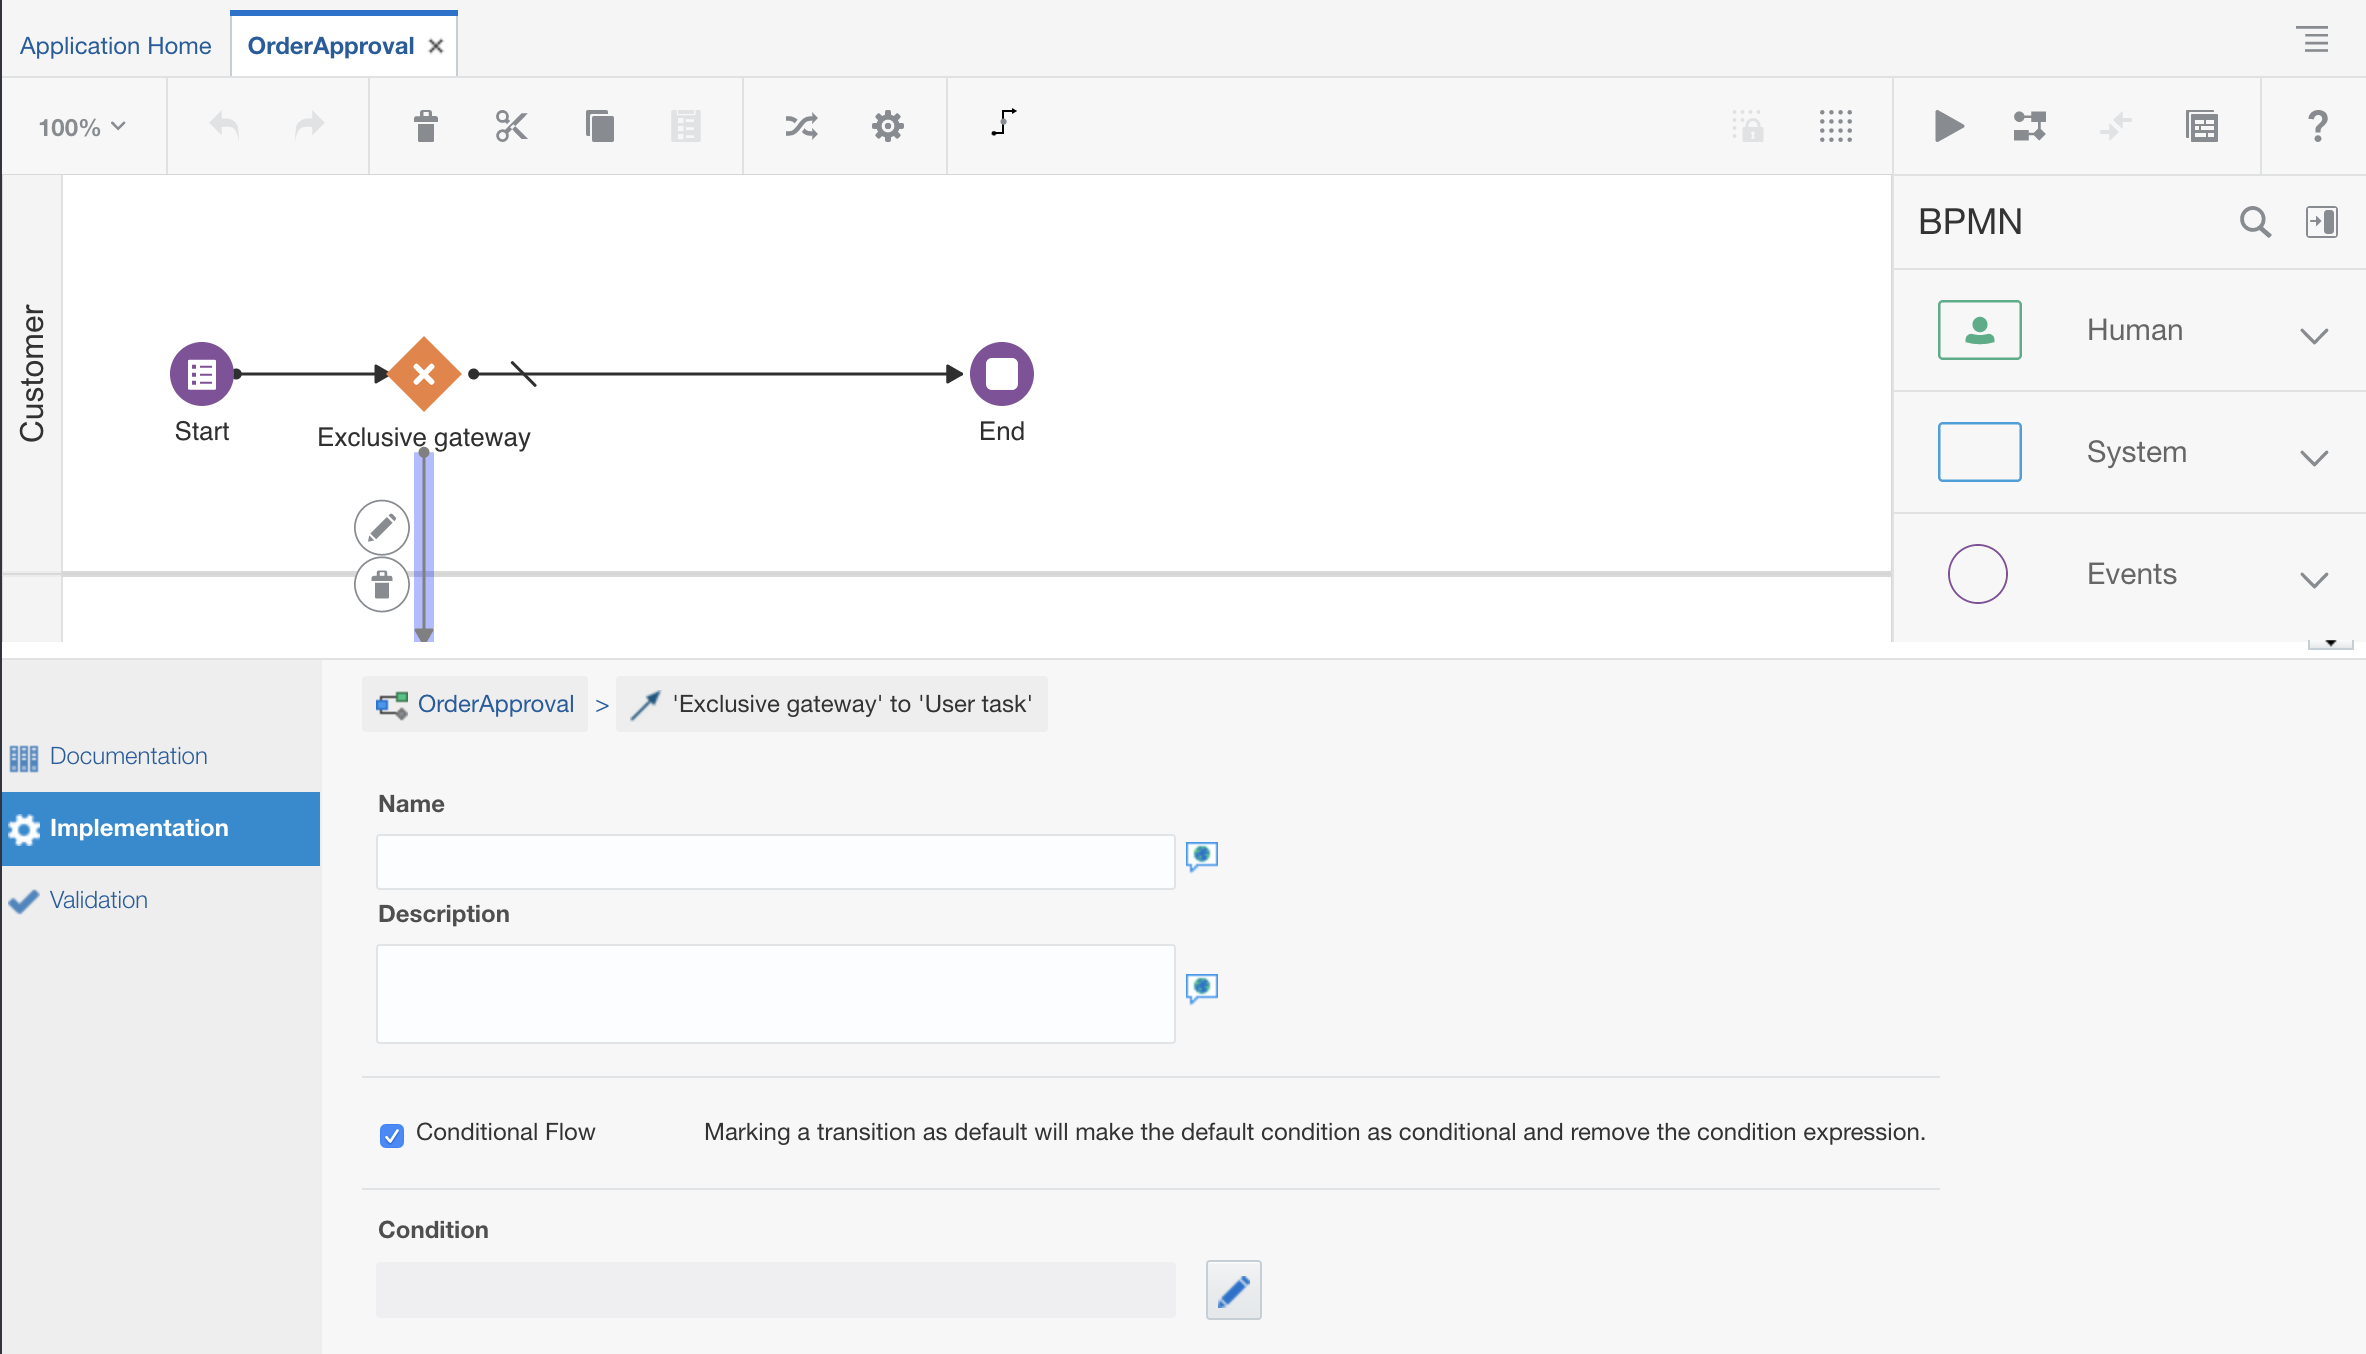 Application Home
OrderApproval
100%
?
BPMN
Customer
Human
System
Events
Start
Exclusive gateway
End
OrderApproval > 'Exclusive gateway' to 'User task'
Documentation
Implementation
Validation
Name
Description
Conditional Flow
Marking a transition as default will make the default condition as conditional and remove the condition expression.
Condition